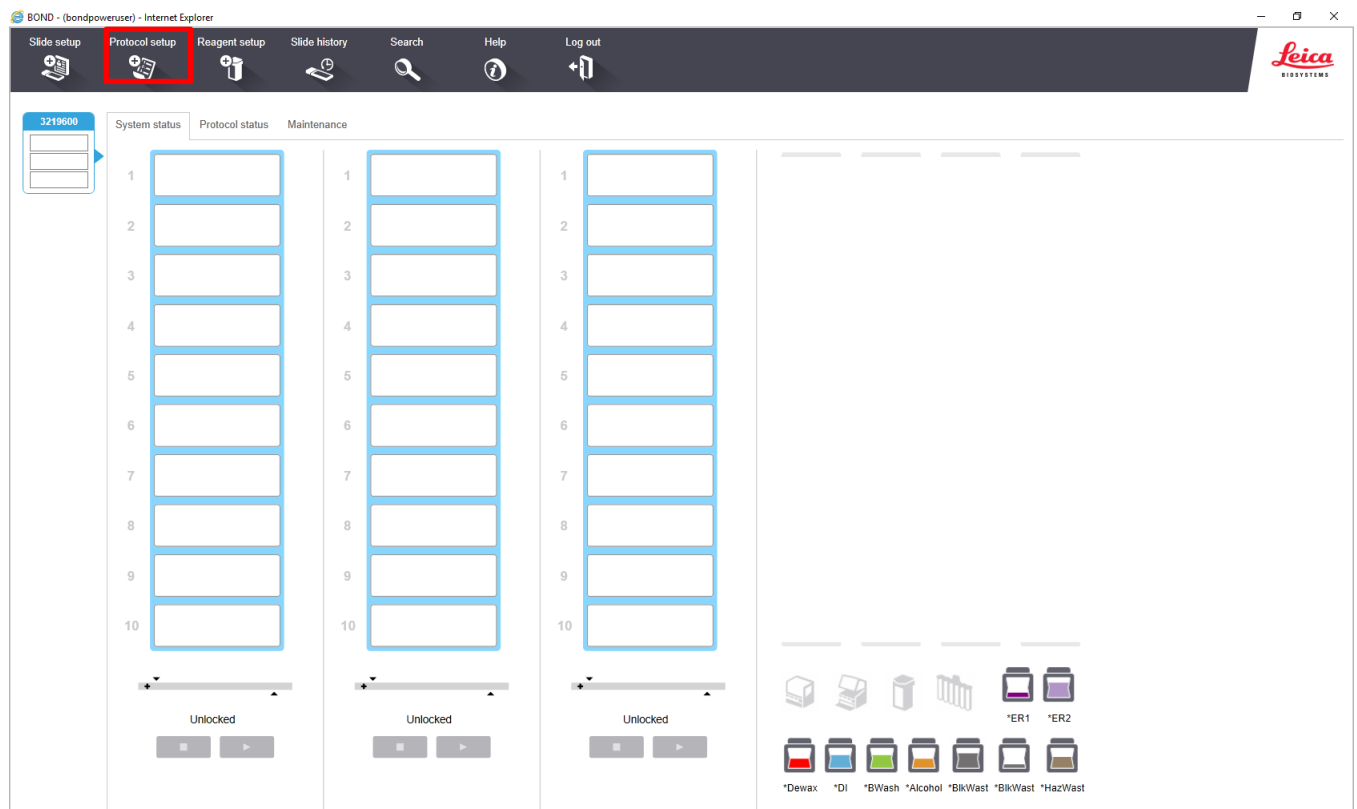 BOND - (bondpoweruser) - Internet Explorer
Slide setup Protocol setup Reagent setup Slide history Search Help Log out
Leica
BIOSYSTEMS
3219600
System status Protocol status Maintenance
1 1 1
2 2 2
3 3 3
4 4 4
5 5 5
6 6 6
7 7 7
8 8 8
9 9 9
10 10 10
Unlocked Unlocked Unlocked
*ER1 *ER2
*Dewax *DI *BWash *Alcohol *BlkWast *BlkWast *HazWast